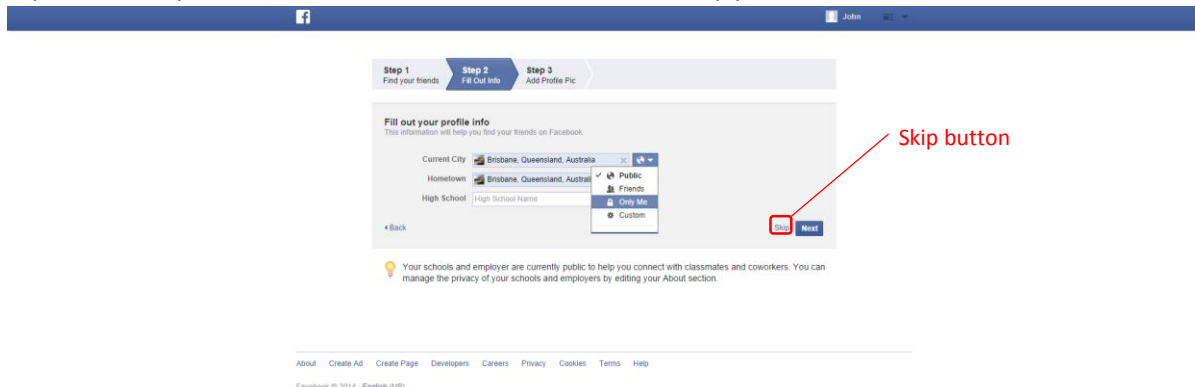 f John
Step 1 Step 2 Step 3
Find your friends Fill Out Info Add Profile Pic
Fill out your profile info
This information will help you find your friends on Facebook.
Skip button
Current City Brisbane, Queensland, Australia
Hometown Brisbane, Queensland, Austral
High School High School Name
Public
Friends
Only Me
Custom
Back Skip Next
Your schools and employer are currently public to help you connect with classmates and coworkers. You can
manage the privacy of your schools and employers by editing your About section.
About Create Ad Create Page Developers Careers Privacy Cookies Terms Help
Facebook © 2014 · English (US)